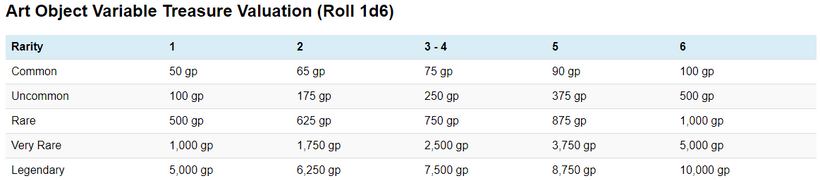 Art Object Variable Treasure Valuation (Roll 1d6)
Rarity 1 2 3 - 4 5 6
Common 50 gp 65 gp 75 gp 90 gp 100 gp
Uncommon 100 gp 175 gp 250 gp 375 gp 500 gp
Rare 500 gp 625 gp 750 gp 875 gp 1,000 gp
Very Rare 1,000 gp 1,750 gp 2,500 gp 3,750 gp 5,000 gp
Legendary 5,000 gp 6,250 gp 7,500 gp 8,750 gp 10,000 gp